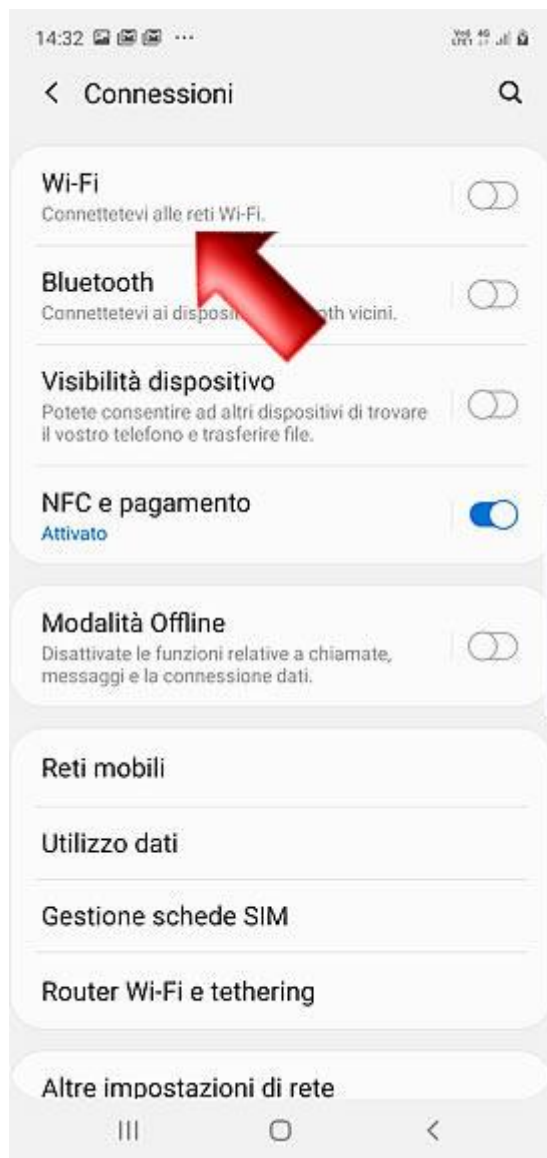 14:32
Connessioni
Wi-Fi
Connettetevi alle reti Wi-Fi.
Bluetooth
Connettetevi ai vicini.
Visibilità dispositivo
Potete consentire ad altri dispositivi di trovare
il vostro telefono e trasferire file.
NFC e pagamento
Attivato
Modalità Offline
Disattivate le funzioni relative a chiamate,
messaggi e la connessione dati.
Reti mobili
Utilizzo dati
Gestione schede SIM
Router Wi-Fi e tethering
Altre impostazioni di rete